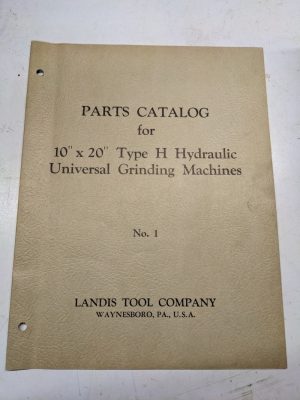 PARTS CATALOG
for
10" x 20" Type H Hydraulic
Universal Grinding Machines
No. 1
LANDIS TOOL COMPANY
WAYNESBORO, PA., U.S.A.